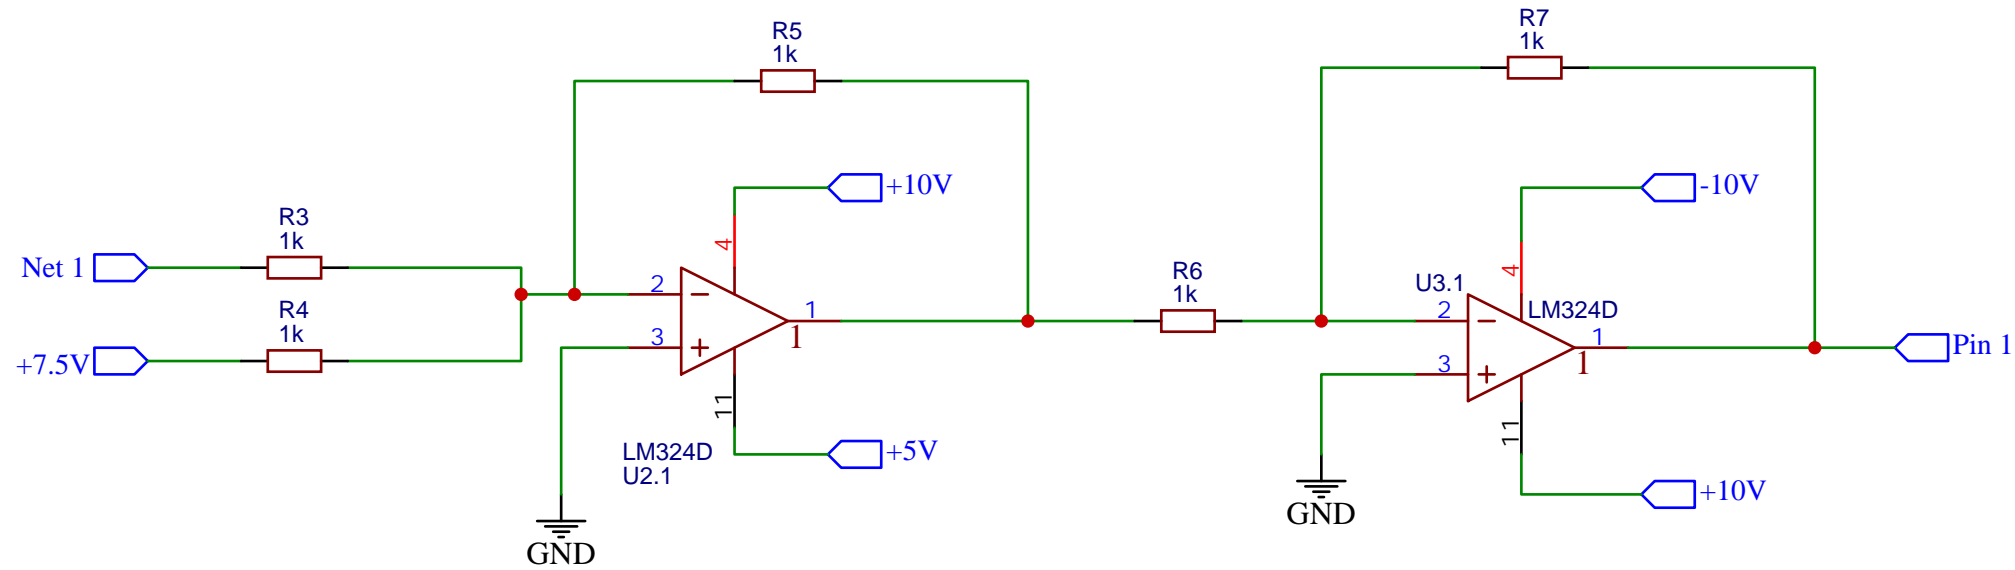 R5
1k
R7
1k
+10V
-10V
4
4
R3
1k
Net 1
R6
1k
U3.1
LM324D
2
1
1
3
2
1
1
3
R4
1k
+7.5V
Pin 1
11
11
LM324D
U2.1
+5V
+10V
GND
GND